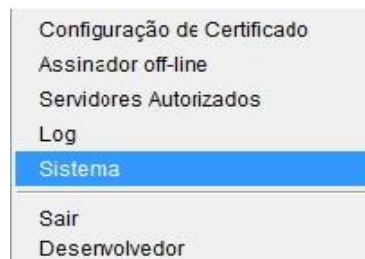 Configuração de Certificado
Assinador off-line
Servidores Autorizados
Log
Sistema
Sair
Desenvolvedor